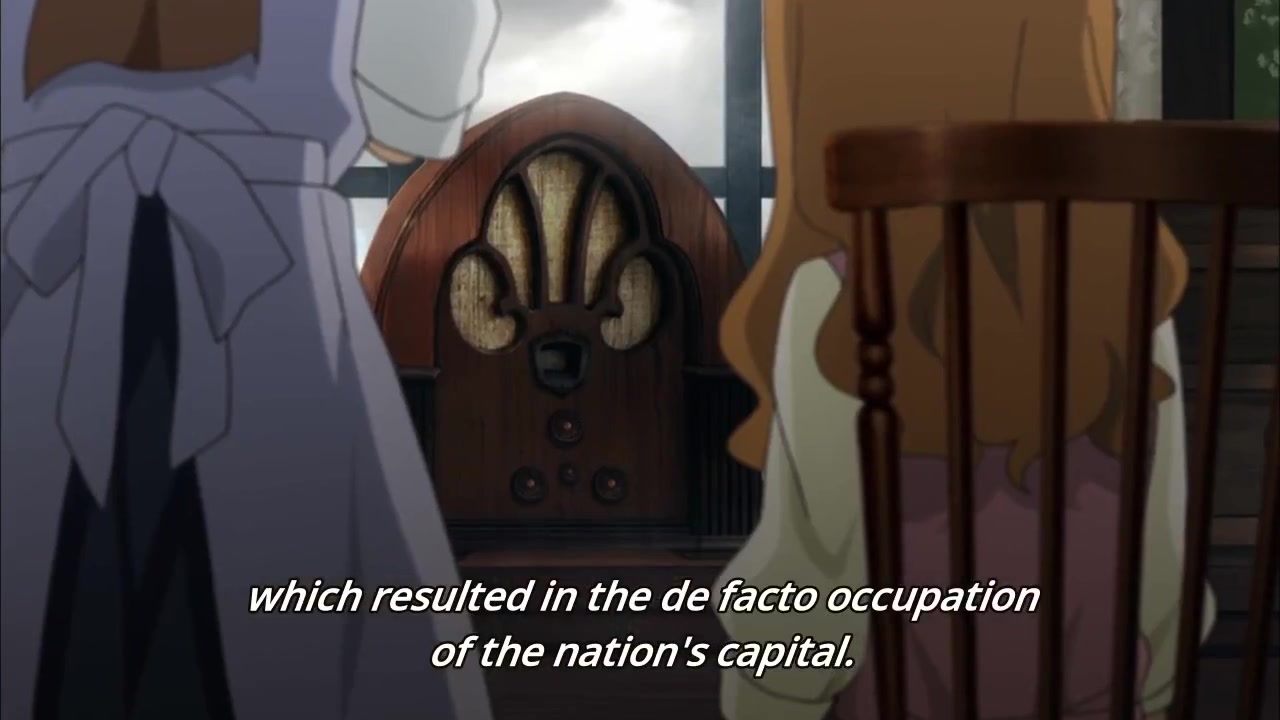 which resulted in the de facto occupation
of the nation's capital.